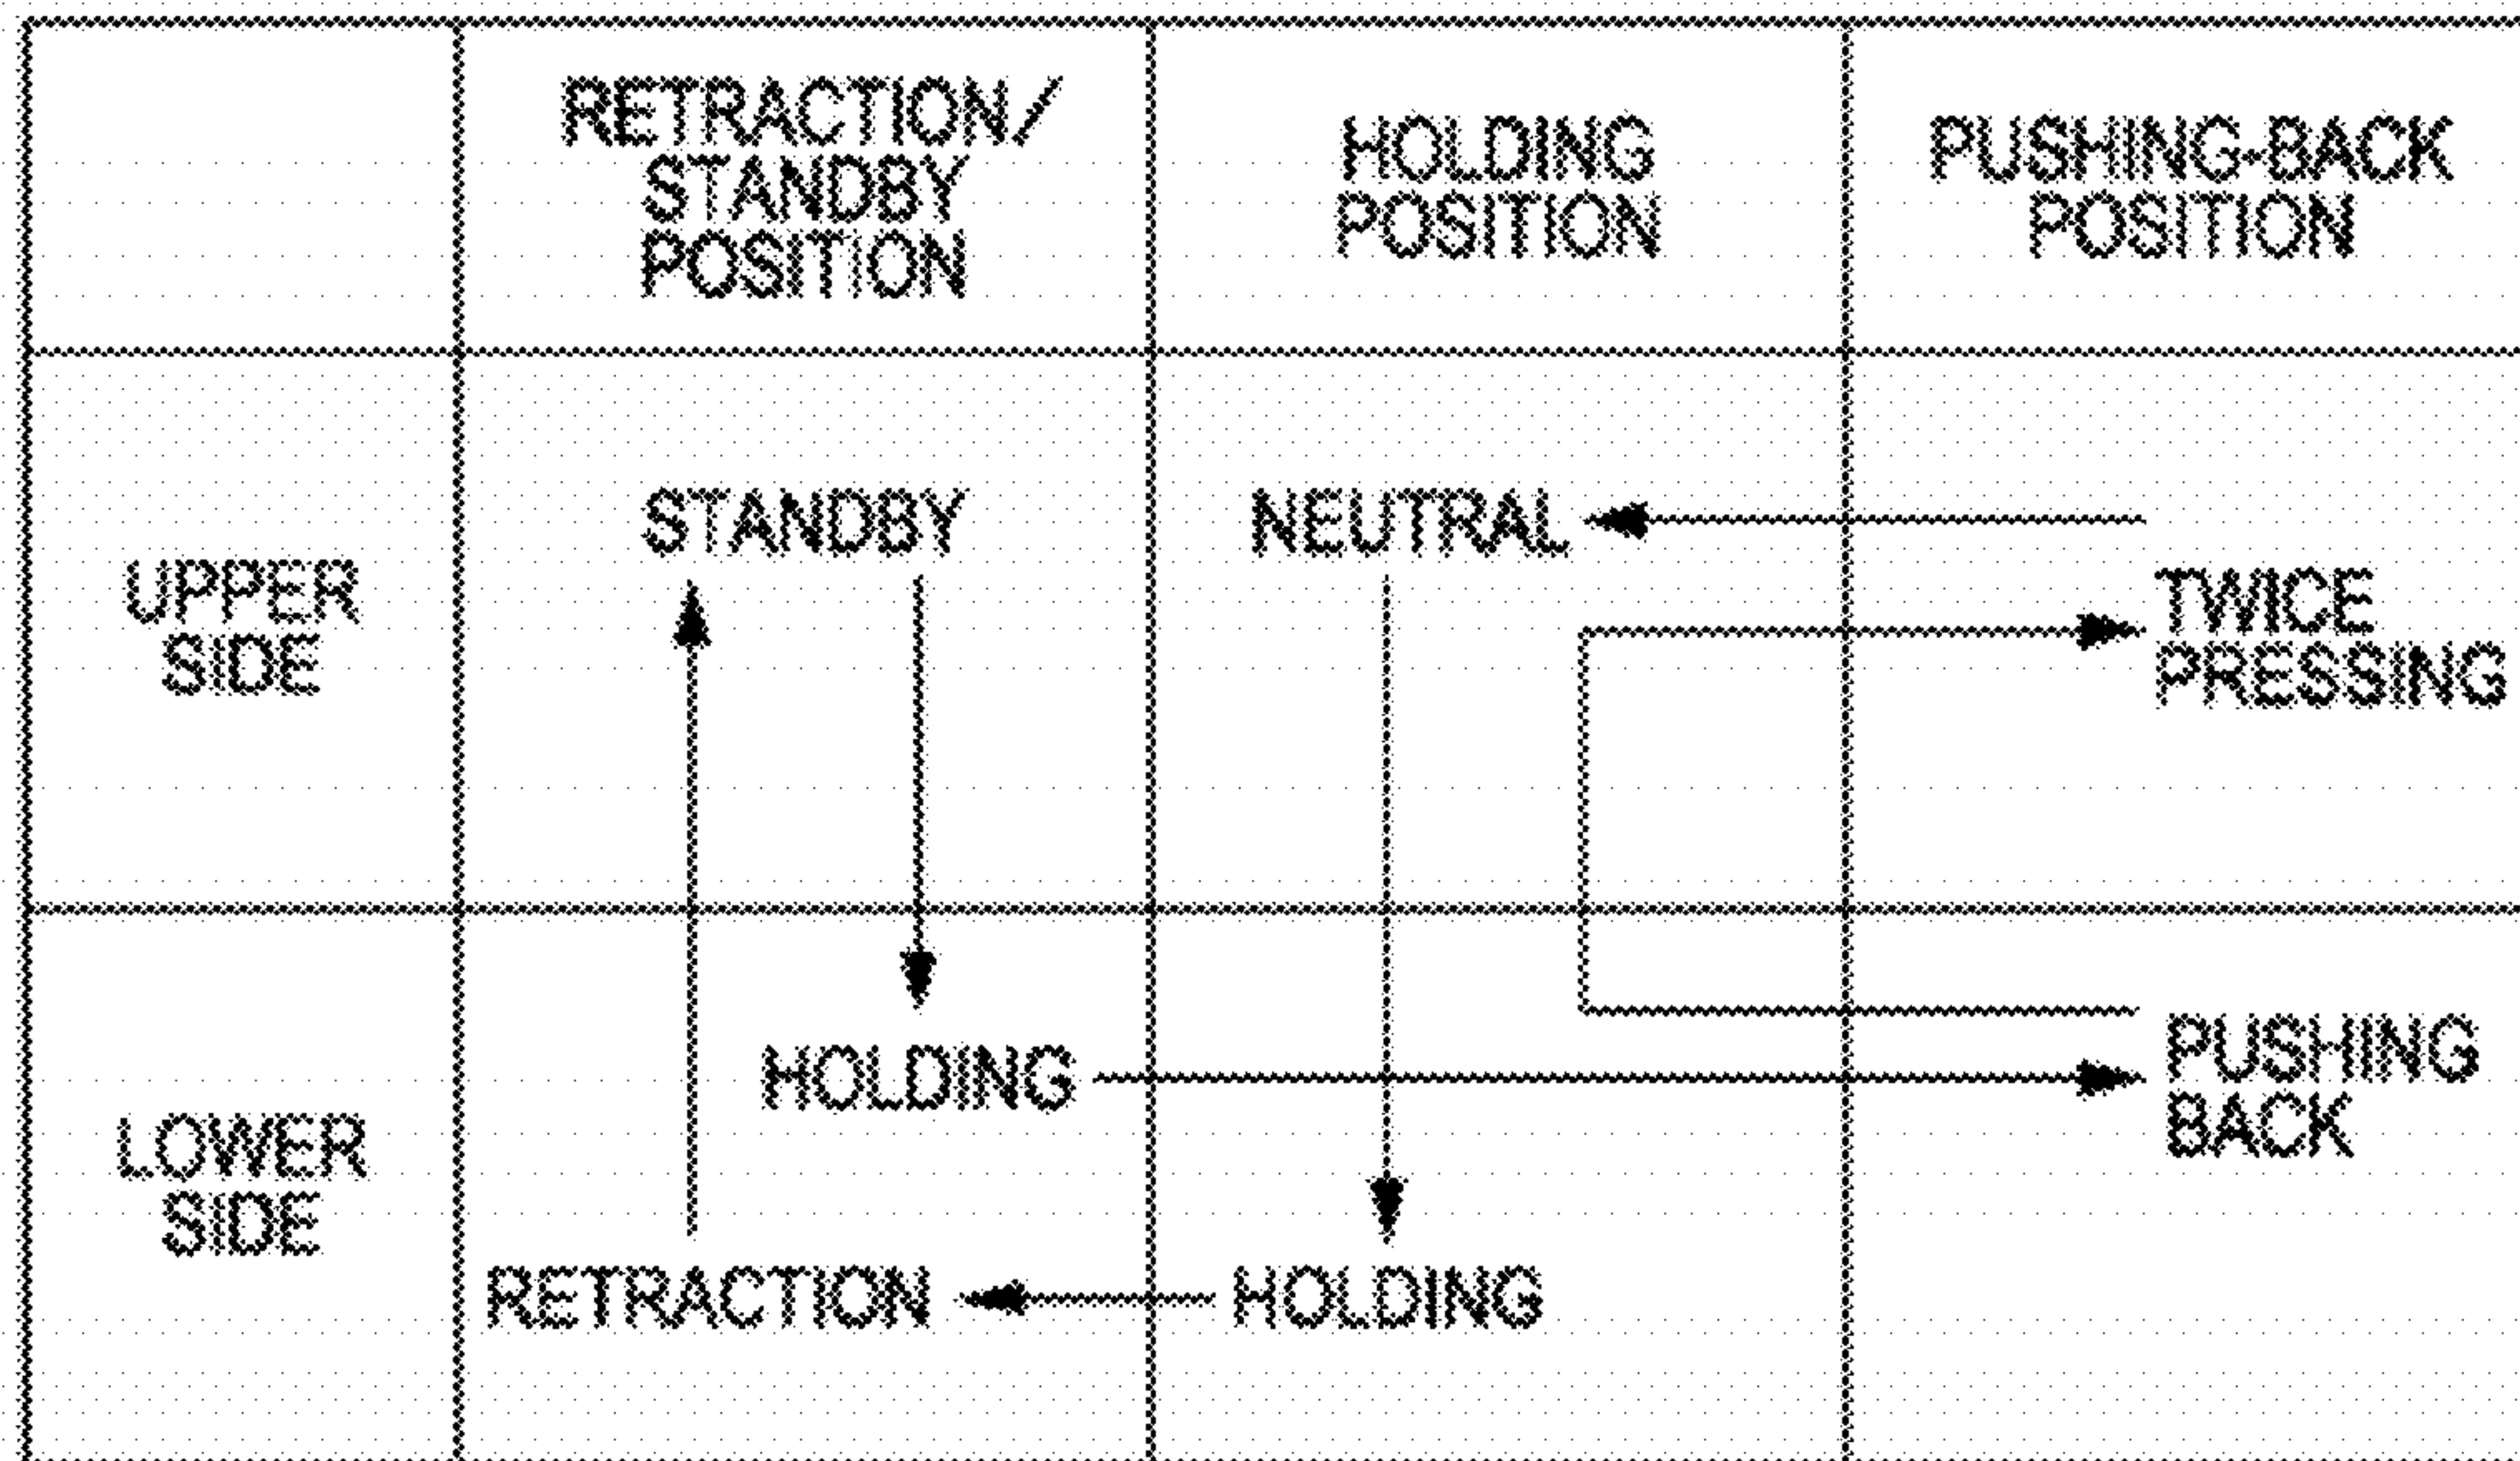 RETRACTION/
STANDBY
POSITION
HOLDING
POSITION
PUSHING-BACK
POSITION
UPPER
SIDE
STANDBY
NEUTRAL
TWICE
PRESSING
LOWER
SIDE
HOLDING
PUSHING
BACK
RETRACTION
HOLDING